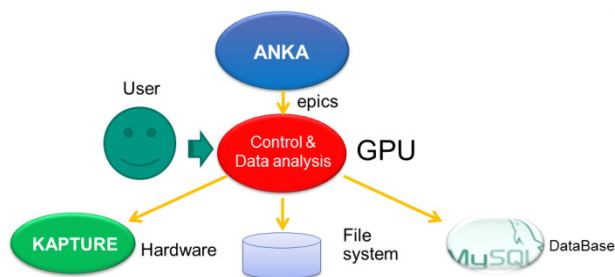 ANKA
User
epics
Control &
Data analysis
GPU
KAPTURE
Hardware
File
system
MySQL
DataBase